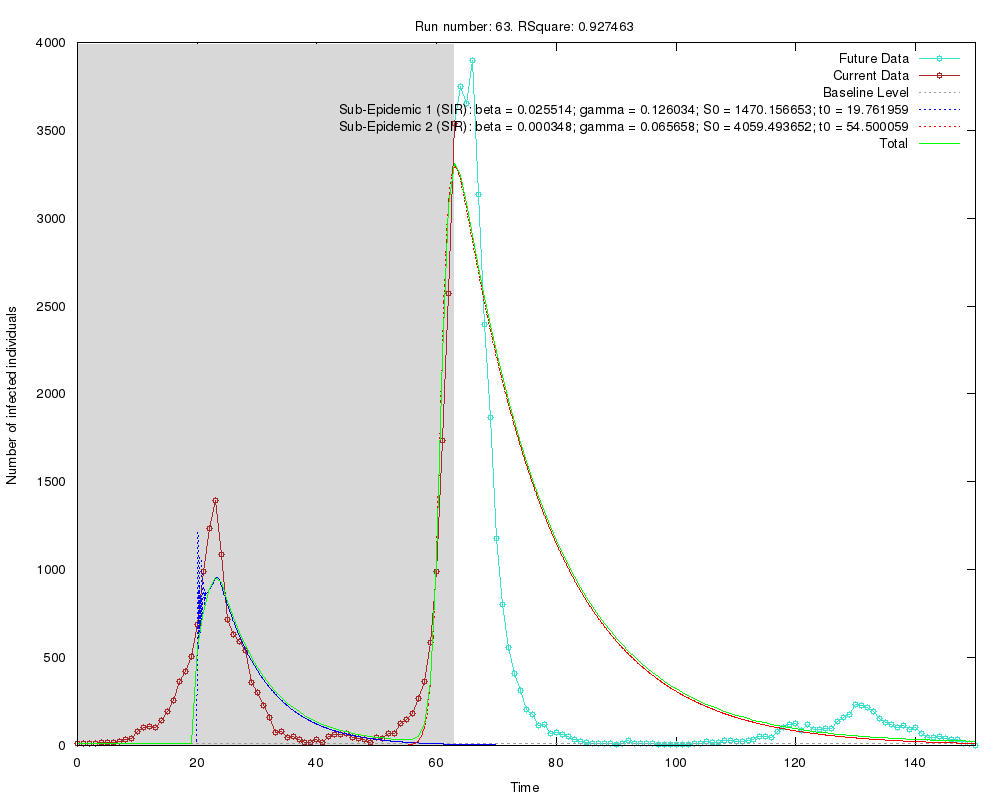 Run number: 63. RSquare: 0.927463
Future Data
Current Data
Baseline Level
Sub-Epidemic 1 (SIR): beta = 0.025514; gamma = 0.126034; S0 = 1470.156653; t0 = 19.761959
Sub-Epidemic 2 (SIR): beta = 0.000348; gamma = 0.065658; S0 = 4059.493652; t0 = 54.500059
Total
Number of infected individuals
4000
3500
3000
2500
2000
1500
1000
500
0
0 20 40 60 80 100 120 140
Time